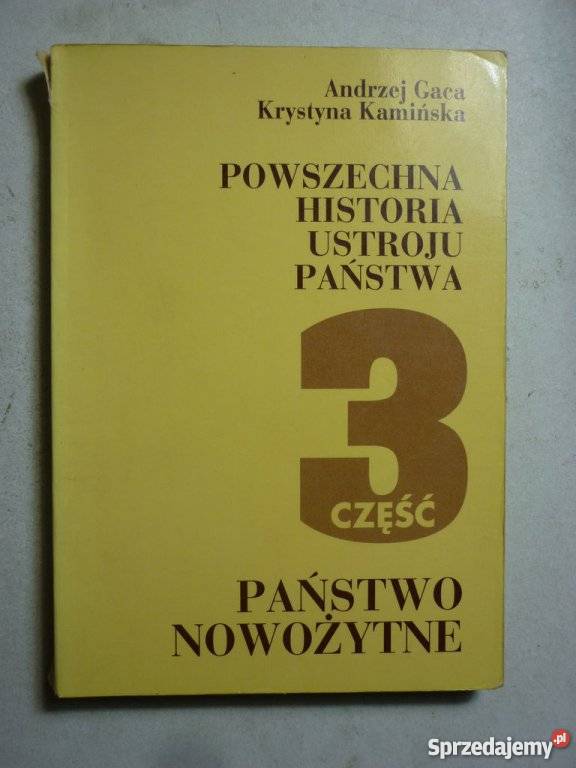 Andrzej Gaca
Krystyna Kamińska
POWSZECHNA
HISTORIA
USTROJU
PAŃSTWA
3
CZĘŚĆ
PAŃSTWO
NOWOŻYTNE
Sprzedajemy.pl